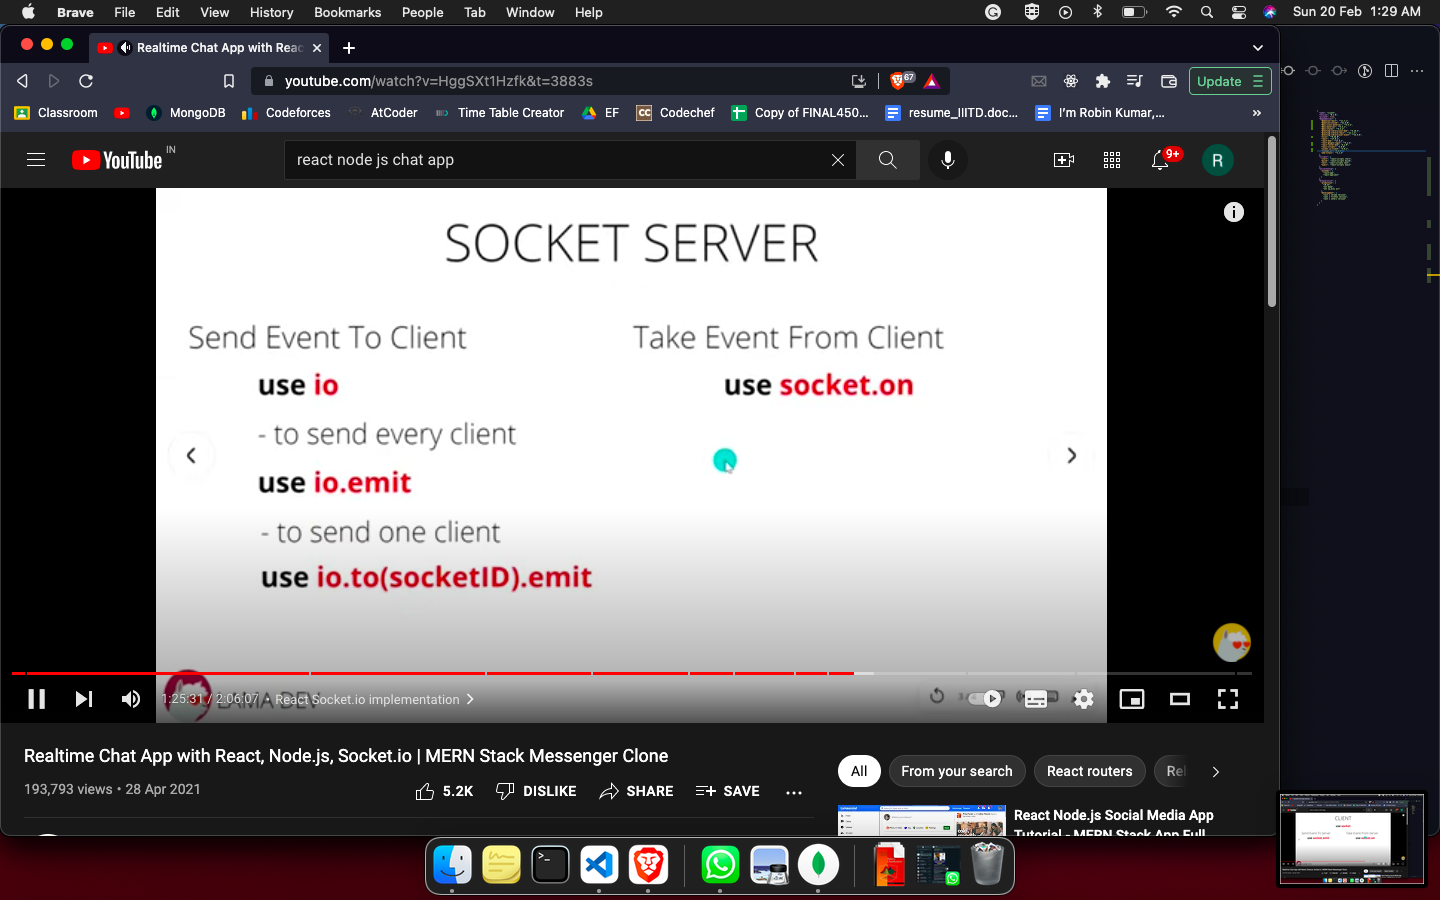 Brave File Edit View History Bookmarks People Tab Window Help Sun 20 Feb 1:29 AM
Realtime Chat App with Reac
youtube.com/watch?v=HggSXt1Hzfk&t=3883s 67 Update
Classroom MongoDB Codeforces AtCoder Time Table Creator EF CC Codechef Copy of FINAL450... resume_IIITD.doc... I'm Robin Kumar,... »
YouTube IN react node js chat app 9+ R
SOCKET SERVER
Send Event To Client
use io
- to send every client
use io.emit
- to send one client
use io.to(socketID).emit
Take Event From Client
use socket.on
LAMA DEV
1:25:31 / 2:06:07 • React Socket.io implementation
Realtime Chat App with React, Node.js, Socket.io | MERN Stack Messenger Clone
193,793 views • 28 Apr 2021
5.2K DISLIKE SHARE SAVE ...
All From your search React routers Rel
React Node.js Social Media App
Tutorial - MERN Stack App Full
CLIENT